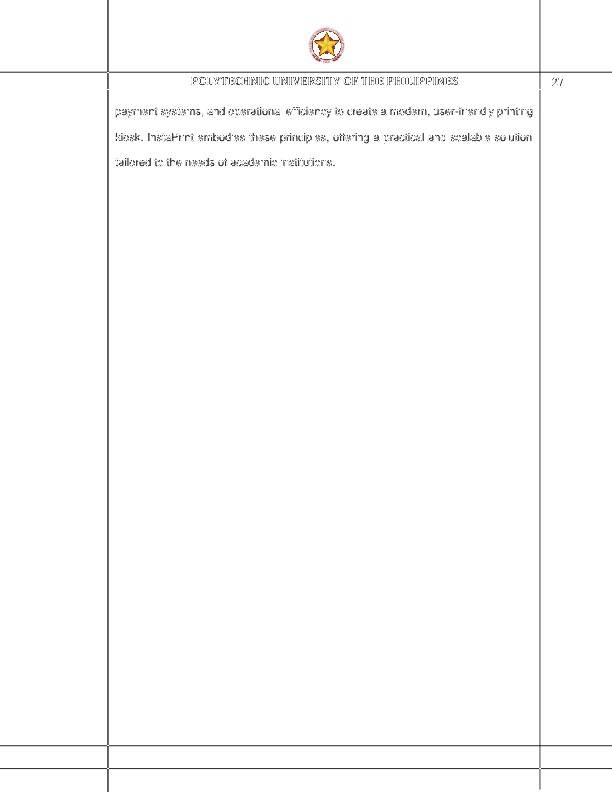 POLYTECHNIC UNIVERSITY OF THE PHILIPPINES
27
payment systems, and operational efficiency to create a modern, user-friendly printing
kiosk. InstaPrint embodies these principles, offering a practical and scalable solution
tailored to the needs of academic institutions.